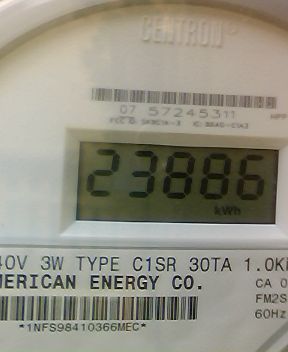 CENTRON®
07 57245311
23886
kWh
40V 3W TYPE C1SR 30TA 1.0K
MERICAN ENERGY CO.
CA 0
FM2S
60Hz
*1NFS98410366MEC*